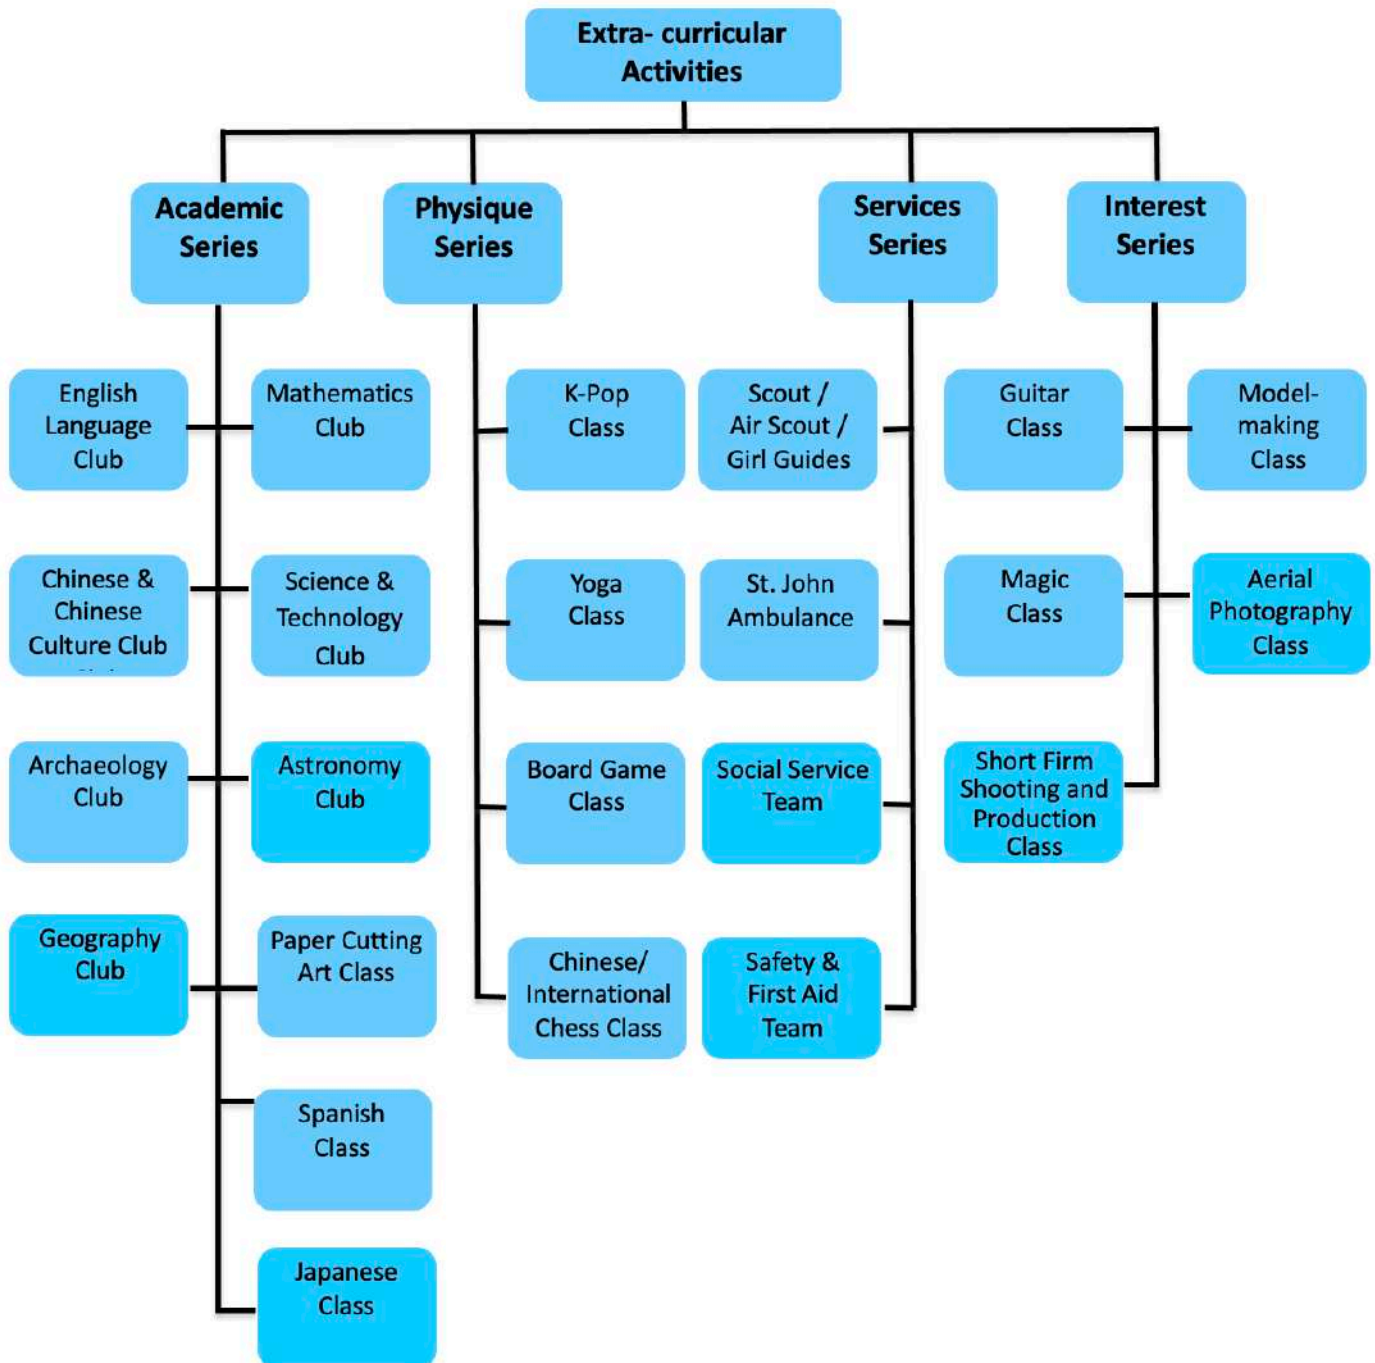 Extra- curricular
Activities
Academic
Series
Physique
Series
Services
Series
Interest
Series
English
Language
Club
Mathematics
Club
K-Pop
Class
Scout /
Air Scout /
Girl Guides
Guitar
Class
Model-
making
Class
Chinese &
Chinese
Culture Club
Science &
Technology
Club
Yoga
Class
St. John
Ambulance
Magic
Class
Aerial
Photography
Class
Archaeology
Club
Astronomy
Club
Board Game
Class
Social Service
Team
Short Firm
Shooting and
Production
Class
Geography
Club
Paper Cutting
Art Class
Chinese/
International
Chess Class
Safety &
First Aid
Team
Spanish
Class
Japanese
Class